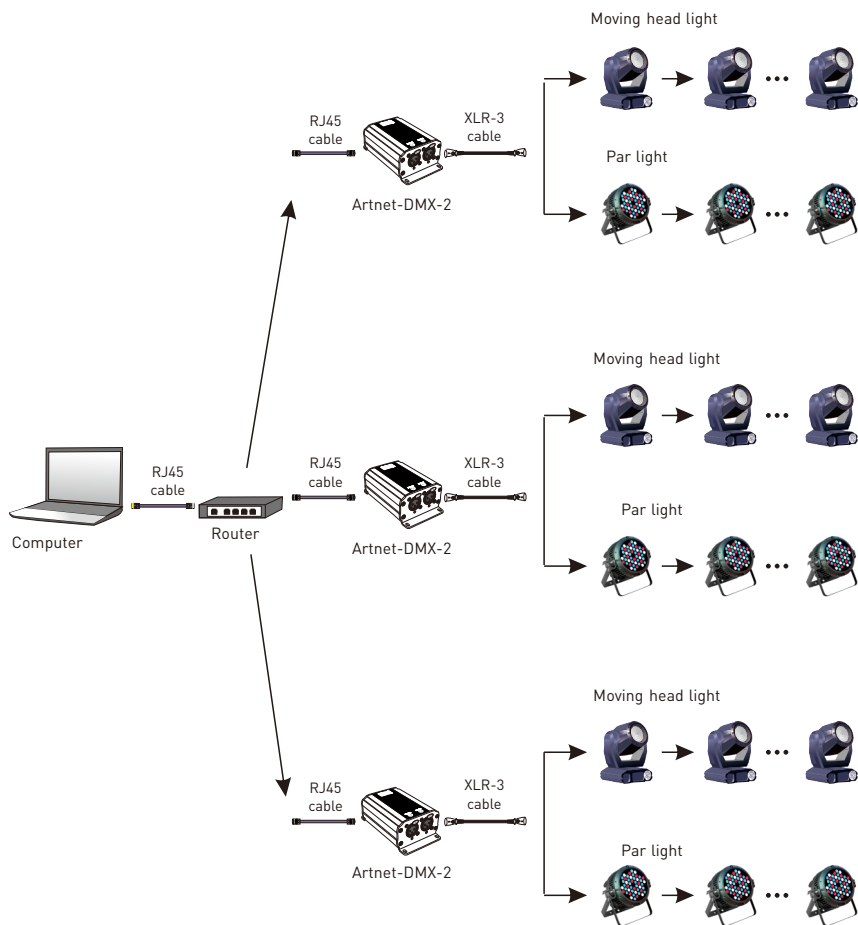 Moving head light
RJ45
cable
XLR-3
cable
Par light
Artnet-DMX-2
Moving head light
RJ45
cable
RJ45
cable
XLR-3
cable
Par light
Computer
Router
Artnet-DMX-2
Moving head light
RJ45
cable
XLR-3
cable
Par light
Artnet-DMX-2